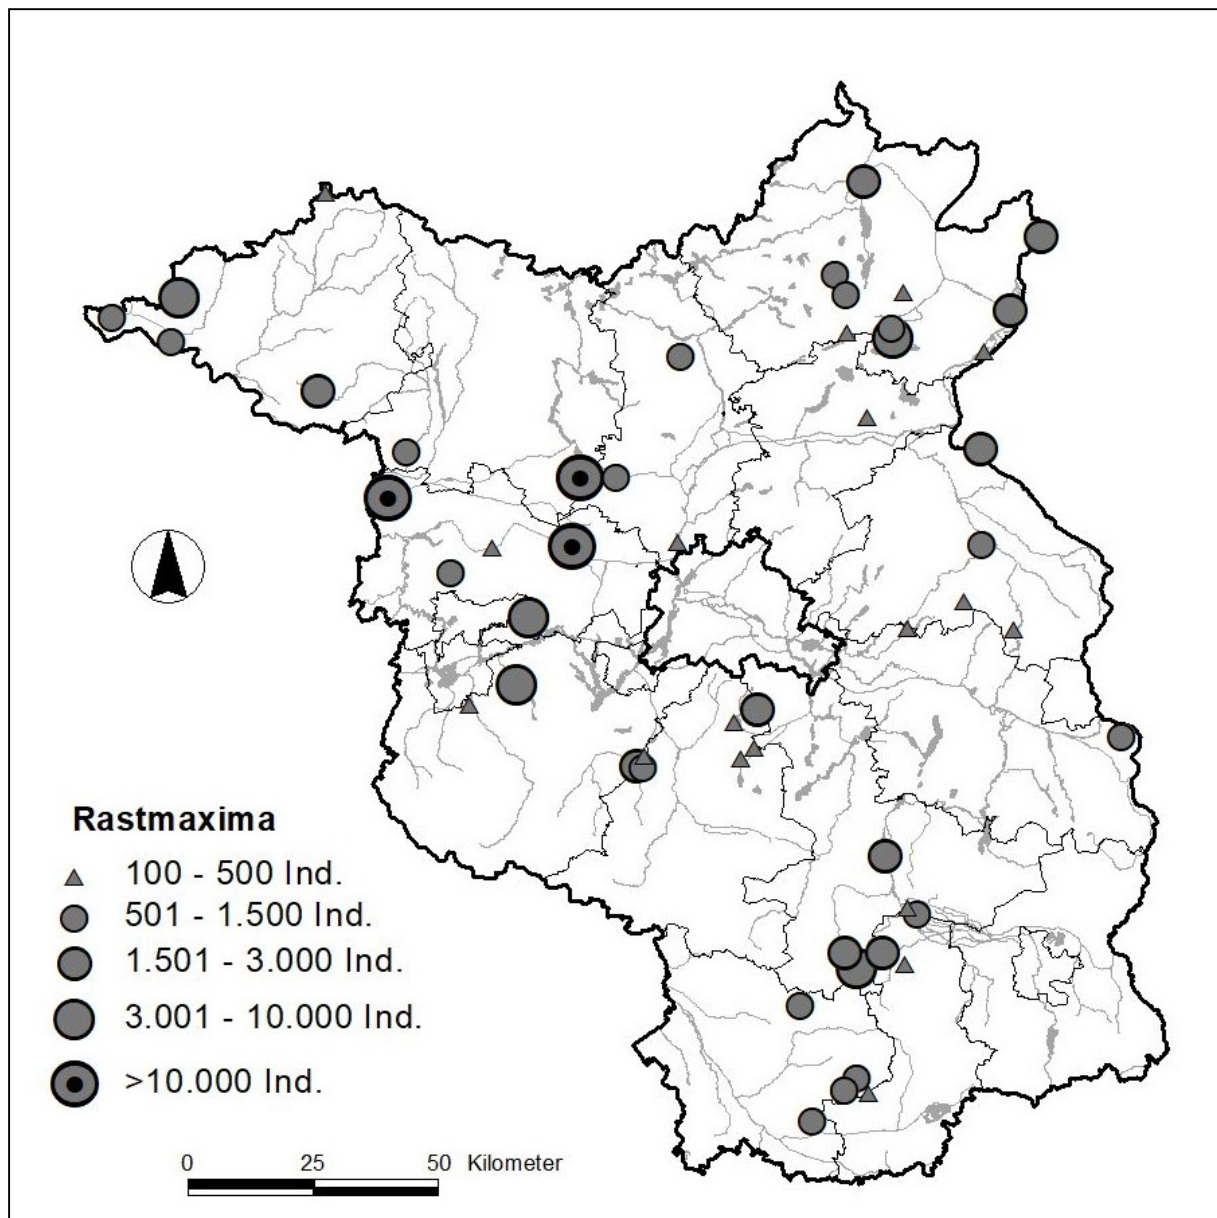 Rastmaxima
100 - 500 Ind.
501 - 1.500 Ind.
1.501 - 3.000 Ind.
3.001 - 10.000 Ind.
>10.000 Ind.
0 25 50 Kilometer